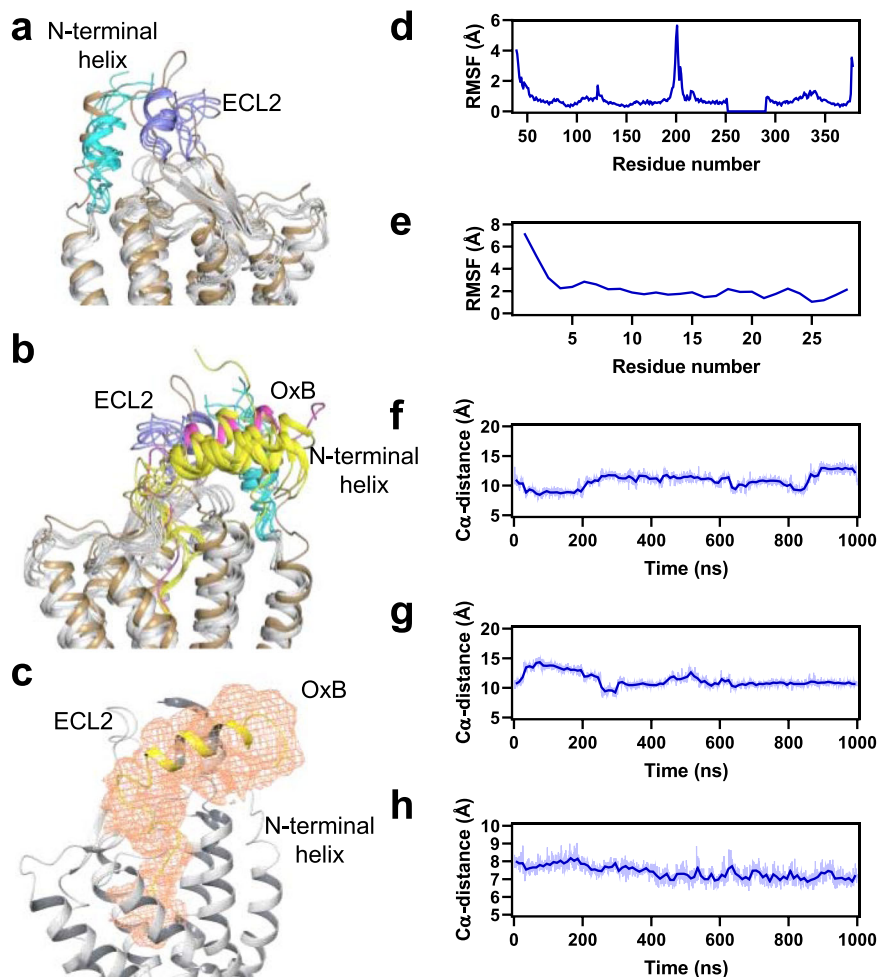 a
N-terminal
helix
ECL2
b
ECL2
OxB
N-terminal
helix
c
OxB
ECL2
N-terminal
helix
d
RMSF (Å)
6
4
2
0
50 100 150 200 250 300 350
Residue number
e
RMSF (Å)
8
6
4
2
0
5 10 15 20 25
Residue number
f
Cα-distance (Å)
20
15
10
5
0 200 400 600 800 1000
Time (ns)
g
Cα-distance (Å)
20
15
10
5
0 200 400 600 800 1000
Time (ns)
h
Cα-distance (Å)
10
9
8
7
6
5
0 200 400 600 800 1000
Time (ns)